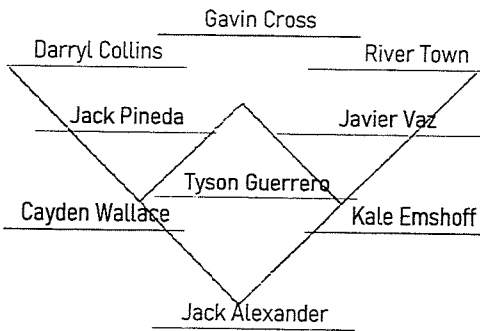 Gavin Cross
Darryl Collins
River Town
Jack Pineda
Javier Vaz
Tyson Guerrero
Cayden Wallace
Kale Emshoff
Jack Alexander